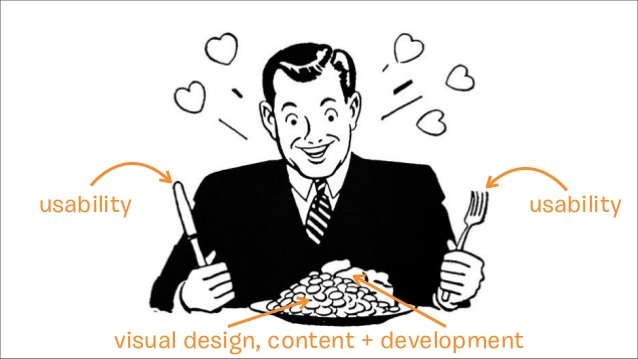 usability
usability
visual design, content + development